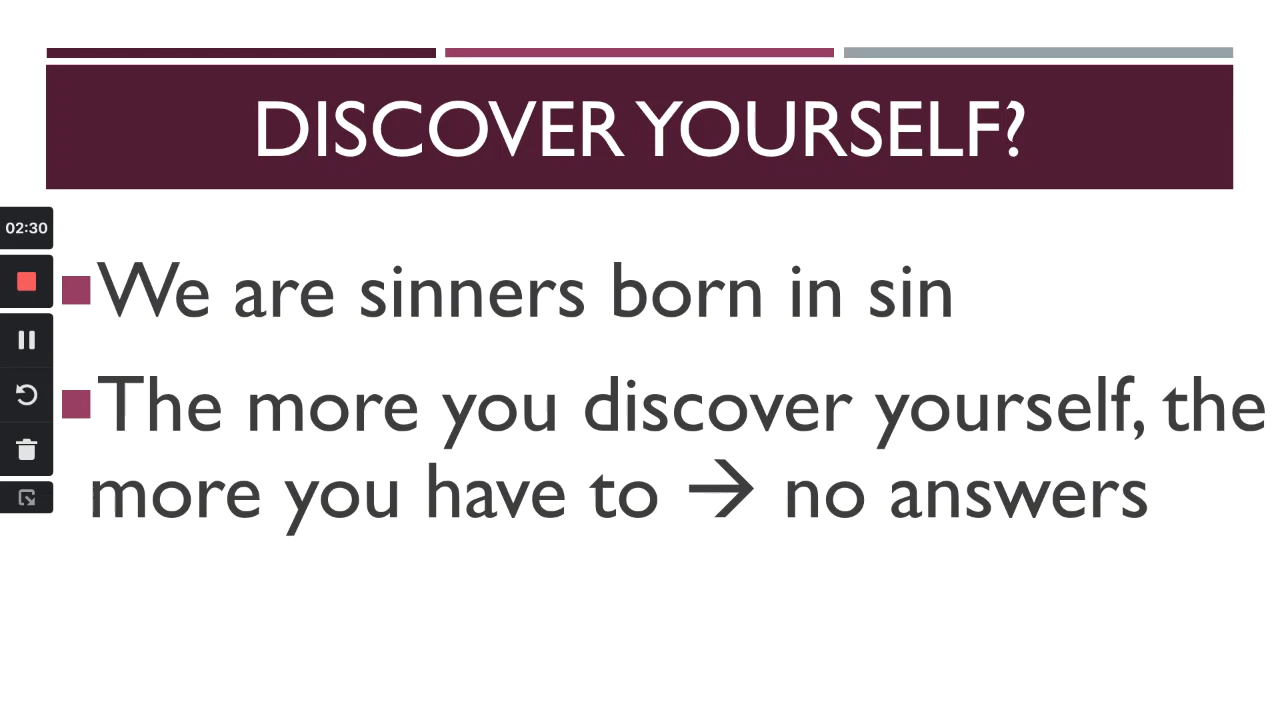 DISCOVER YOURSELF?
02:30
We are sinners born in sin
The more you discover yourself, the
more you have to → no answers